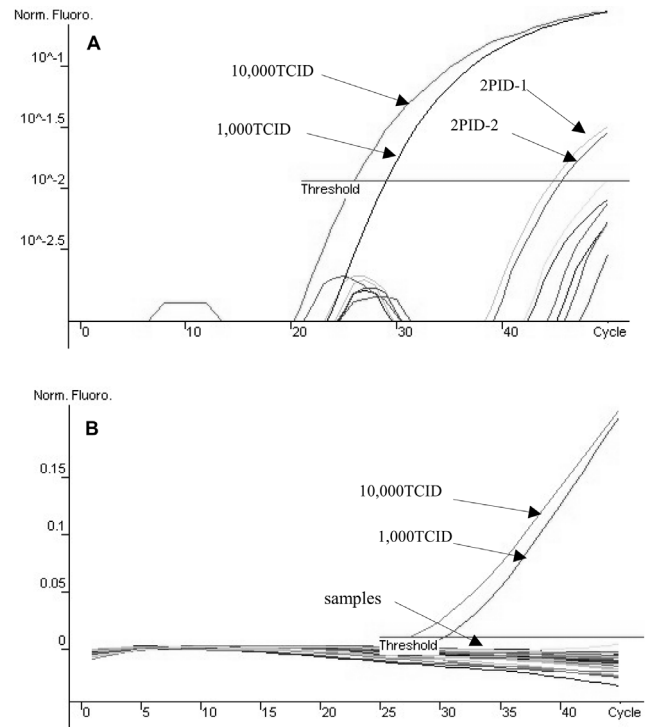 Norm. Fluoro.
A
10^-1
10,000TCID
2PID-1
10^-1.5
1,000TCID
2PID-2
10^-2
Threshold
10^-2.5
0 10 20 30 40 Cycle
Norm. Fluoro.
B
0.15
10,000TCID
0.1
1,000TCID
0.05
samples
0
Threshold
0 5 10 15 20 25 30 35 40 Cycle